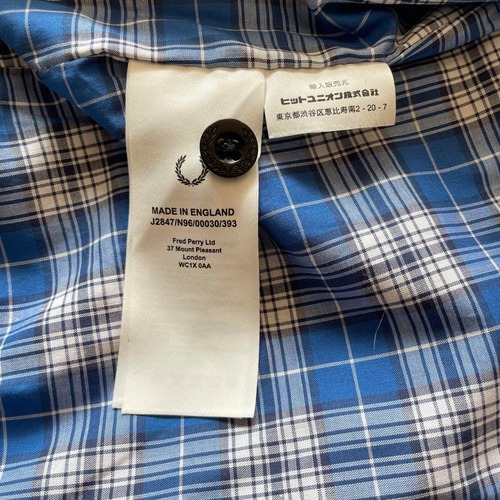 MADE IN ENGLAND
J2847/N96/00030/393
Fred Perry Ltd
37 Mount Pleasant
London
WC1X 0AA
輸入販売元
ヒットユニオン株式会社
東京都渋谷区恵比寿南2-20-7